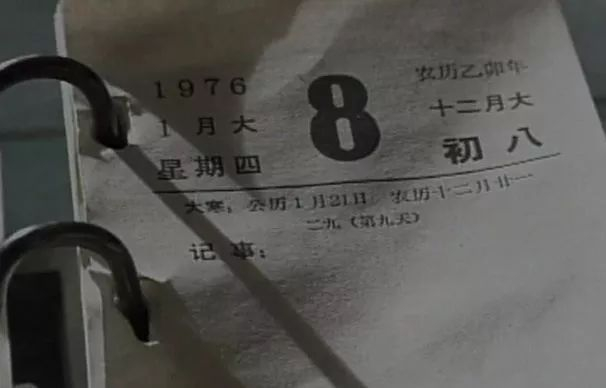 1976
1月大
星期四
8
农历乙卯年
十二月大
初八
大寒：公历1月21日 农历十二月廿一
二九（第九天）
记事：